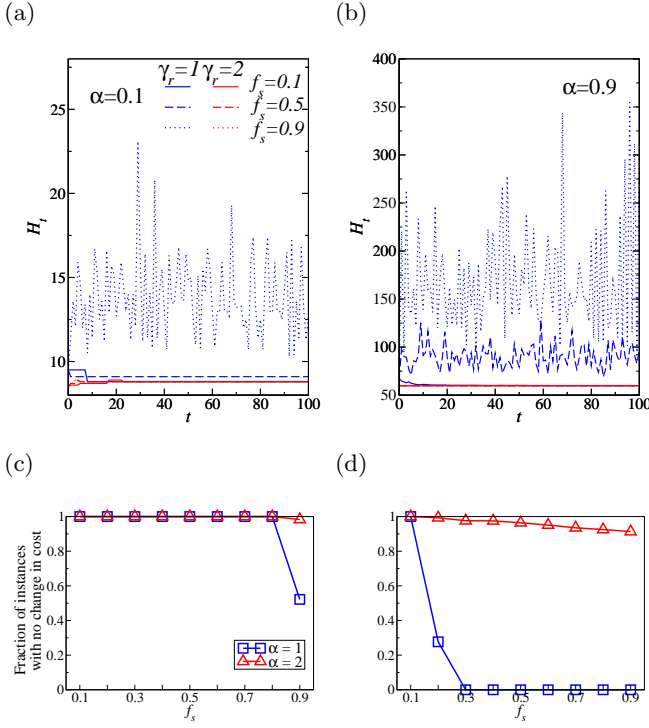 (a)
(b)
γr=1 γr=2
α=0.1
fs=0.1
fs=0.5
fs=0.9
25
20
15
10
Ht
0 20 40 60 80 100
t
α=0.9
400
350
300
250
200
150
100
50
Ht
0 20 40 60 80 100
t
(c)
(d)
Fraction of instances
with no change in cost
1
0.8
0.6
0.4
0.2
0
α = 1
α = 2
0.1 0.3 0.5 0.7 0.9
fs
1
0.8
0.6
0.4
0.2
0
0.1 0.3 0.5 0.7 0.9
fs